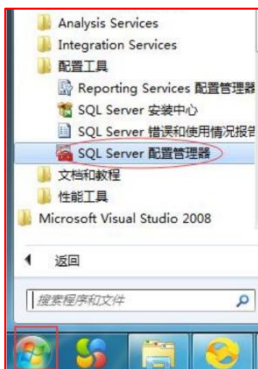 Analysis Services
Integration Services
配置工具
Reporting Services 配置管理器
SQL Server 安装中心
SQL Server 错误和使用情况报告
SQL Server 配置管理器
文档和教程
性能工具
Microsoft Visual Studio 2008
返回
搜索程序和文件